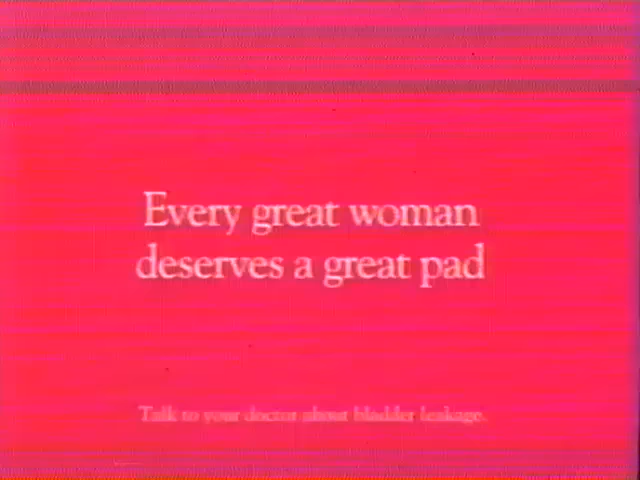 Every great woman
deserves a great pad
Talk to your doctor about bladder leakage.